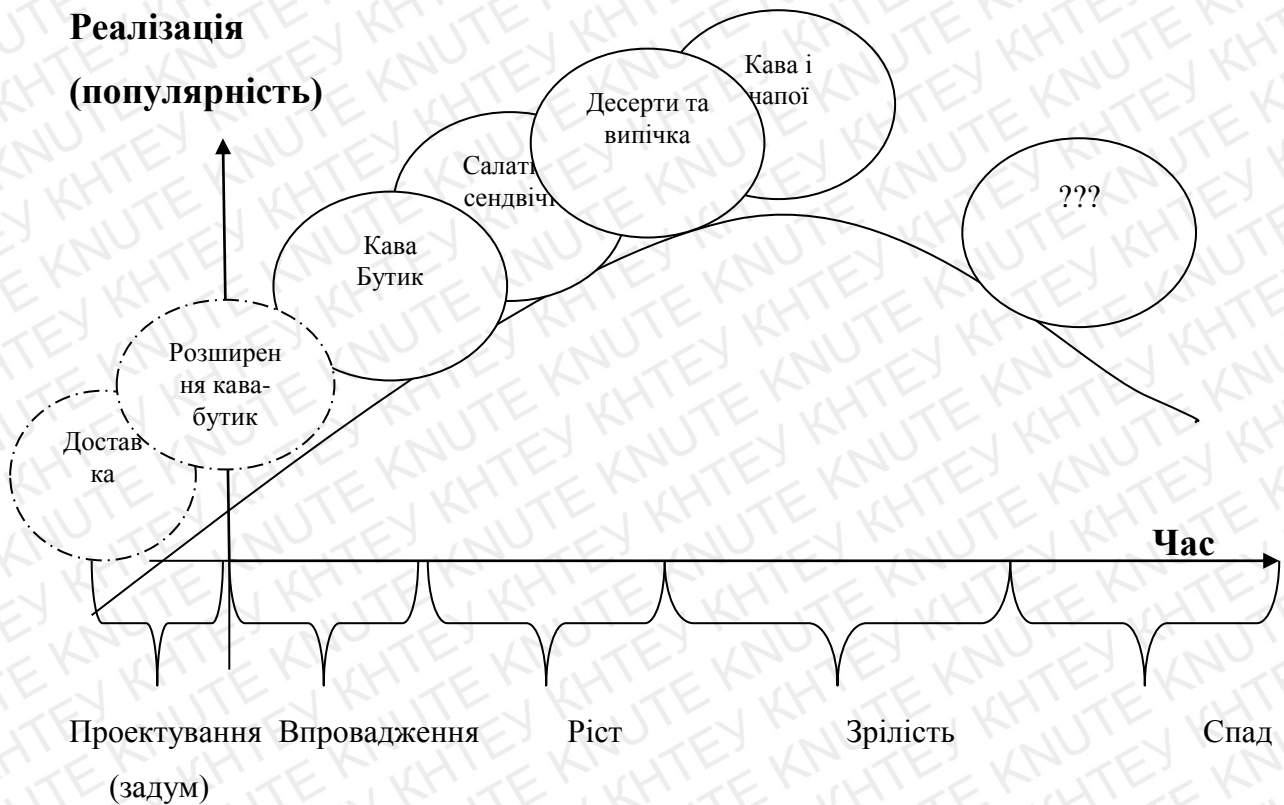 Реалізація
(популярність)
Кава і
напої
Десерти та
випічка
Салати
сендвічі
???
Кава
Бутик
Розширен
ня кава-
бутик
Достав
ка
Час
Проектування
(задум)
Впровадження
Ріст
Зрілість
Спад